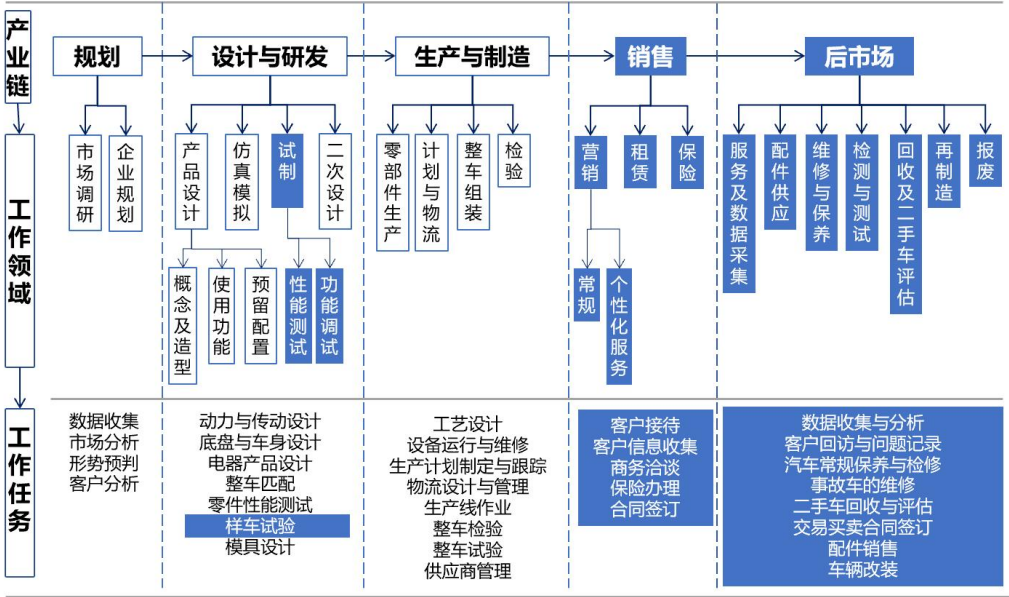 产业链
规划
设计与研发
生产与制造
销售
后市场
工作领域
市场调研
企业规划
产品设计
仿真模拟
试制
二次设计
零部件生产
计划与物流
整车组装
检验
营销
租赁
保险
服务及数据采集
配件供应
维修与保养
检测与测试
回收及二手车评估
再制造
报废
概念及造型
使用功能
预留配置
性能测试
功能调试
常规
个性化服务
工作任务
数据收集
市场分析
形势预判
客户分析
动力与传动设计
底盘与车身设计
电器产品设计
整车匹配
零件性能测试
样车试验
模具设计
工艺设计
设备运行与维修
生产计划制定与跟踪
物流设计与管理
生产线作业
整车检验
整车试验
供应商管理
客户接待
客户信息收集
商务洽谈
保险办理
合同签订
数据收集与分析
客户回访与问题记录
汽车常规保养与检修
事故车的维修
二手车回收与评估
交易买卖合同签订
配件销售
车辆改装